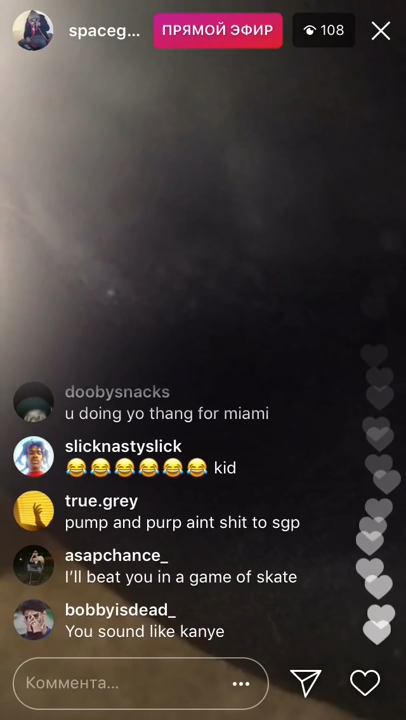 spaceg...
ПРЯМОЙ ЭФИР
108
doobysnacks
u doing yo thang for miami
slicknastyslick
😂😂😂😂😂😂 kid
true.grey
pump and purp aint shit to sgp
asapchance_
I'll beat you in a game of skate
bobbyisdead_
You sound like kanye
Коммента...